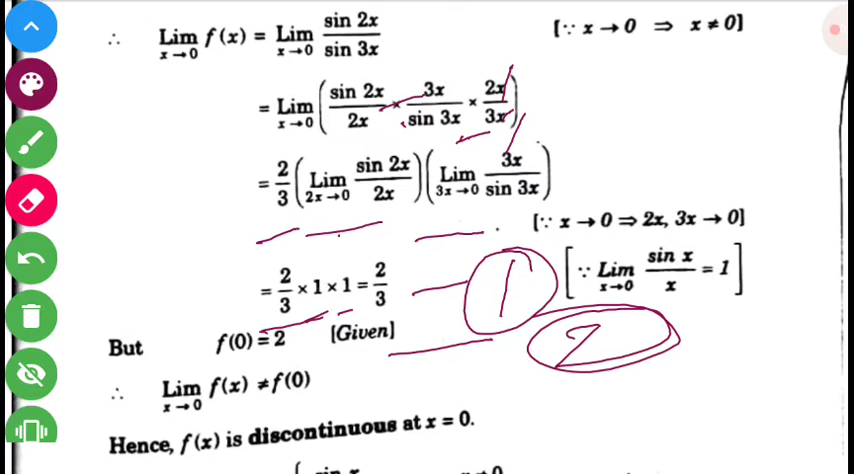 ∴ Lim x→0 f(x) = Lim x→0 sin 2x / sin 3x [∵ x → 0 ⇒ x ≠ 0]
= Lim x→0 ( sin 2x / 2x × 3x / sin 3x × 2x / 3x )
= 2/3 ( Lim 2x→0 sin 2x / 2x ) ( Lim 3x→0 3x / sin 3x )
. [∵ x → 0 ⇒ 2x, 3x → 0]
= 2/3 × 1 × 1 = 2/3 1 [ ∵ Lim x→0 sin x / x = 1 ]
But f(0) = 2 [Given] 2
∴ Lim x→0 f(x) ≠ f(0)
Hence, f(x) is discontinuous at x = 0.